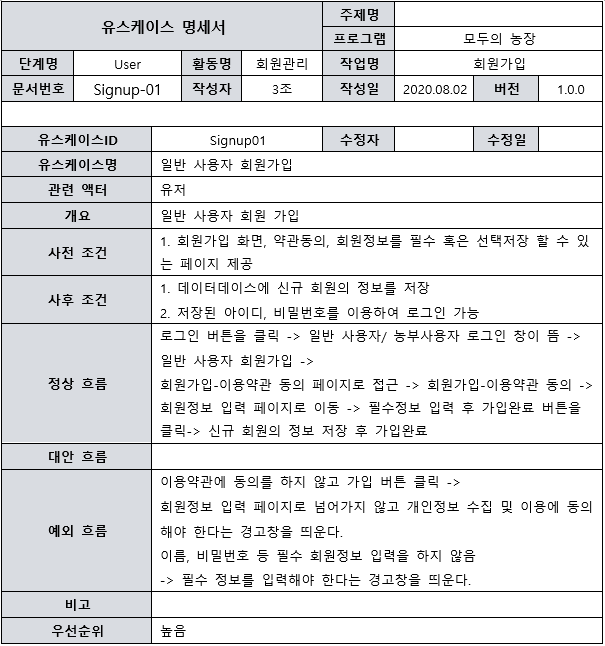 유스케이스 명세서
주제명
프로그램 모두의 농장
단계명 User 활동명 회원관리 작업명 회원가입
문서번호 Signup-01 작성자 3조 작성일 2020.08.02 버전 1.0.0
유스케이스ID Signup01 수정자 수정일
유스케이스명 일반 사용자 회원가입
관련 액터 유저
개요 일반 사용자 회원 가입
사전 조건
1. 회원가입 화면, 약관동의, 회원정보를 필수 혹은 선택저장 할 수 있
는 페이지 제공
사후 조건
1. 데이터데이스에 신규 회원의 정보를 저장
2. 저장된 아이디, 비밀번호를 이용하여 로그인 가능
정상 흐름
로그인 버튼을 클릭 -> 일반 사용자/ 농부사용자 로그인 창이 뜸 ->
일반 사용자 회원가입 ->
회원가입-이용약관 동의 페이지로 접근 -> 회원가입-이용약관 동의 ->
회원정보 입력 페이지로 이동 -> 필수정보 입력 후 가입완료 버튼을
클릭-> 신규 회원의 정보 저장 후 가입완료
대안 흐름
예외 흐름
이용약관에 동의를 하지 않고 가입 버튼 클릭 ->
회원정보 입력 페이지로 넘어가지 않고 개인정보 수집 및 이용에 동의
해야 한다는 경고창을 띄운다.
이름, 비밀번호 등 필수 회원정보 입력을 하지 않음
-> 필수 정보를 입력해야 한다는 경고창을 띄운다.
비고
우선순위 높음